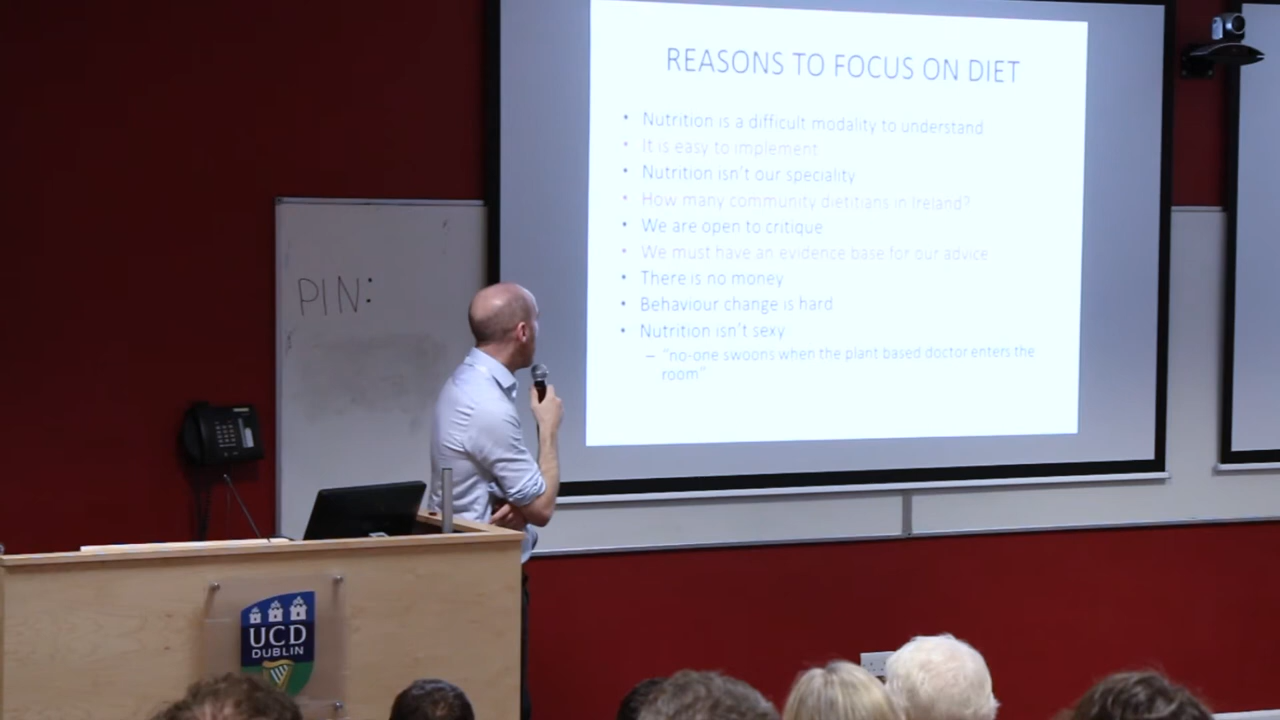 REASONS TO FOCUS ON DIET
• Nutrition is a difficult modality to understand
• It is easy to implement
• Nutrition isn't our speciality
• How many community dietitians in Ireland?
• We are open to critique
• We must have an evidence base for our advice
• There is no money
• Behaviour change is hard
• Nutrition isn't sexy
– "no-one swoons when the plant based doctor enters the
room"
PIN:
UCD
DUBLIN